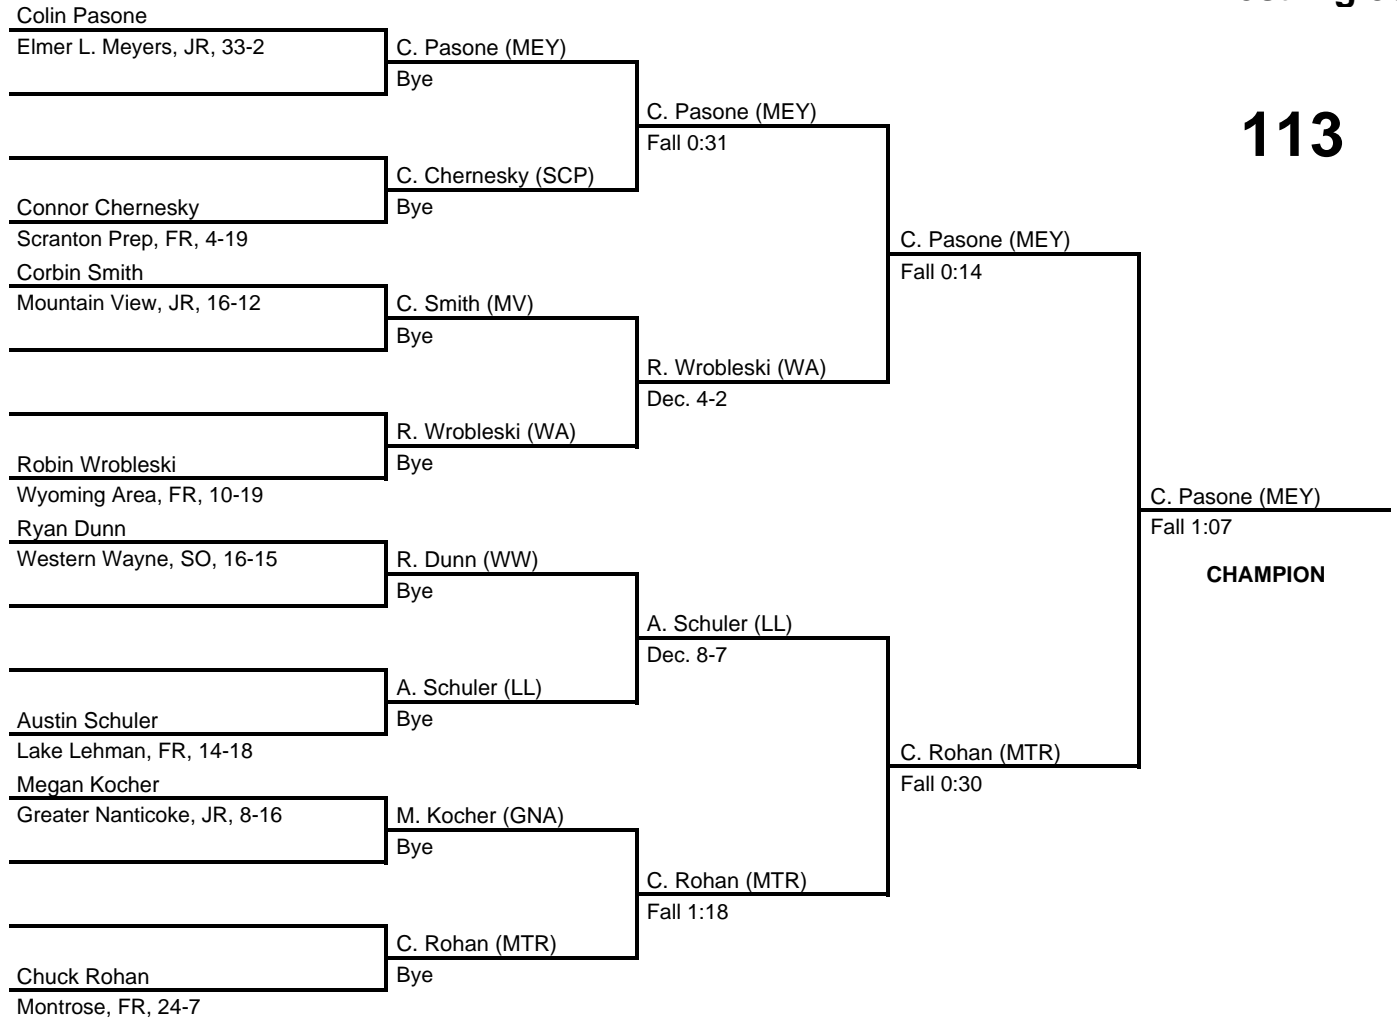 Colin Pasone
Elmer L. Meyers, JR, 33-2
C. Pasone (MEY)
Bye
C. Pasone (MEY)
Fall 0:31
113
C. Chernesky (SCP)
Bye
Connor Chernesky
Scranton Prep, FR, 4-19
C. Pasone (MEY)
Fall 0:14
Corbin Smith
Mountain View, JR, 16-12
C. Smith (MV)
Bye
R. Wrobleski (WA)
Dec. 4-2
R. Wrobleski (WA)
Bye
Robin Wrobleski
Wyoming Area, FR, 10-19
C. Pasone (MEY)
Fall 1:07
CHAMPION
Ryan Dunn
Western Wayne, SO, 16-15
R. Dunn (WW)
Bye
A. Schuler (LL)
Dec. 8-7
A. Schuler (LL)
Bye
Austin Schuler
Lake Lehman, FR, 14-18
C. Rohan (MTR)
Fall 0:30
Megan Kocher
Greater Nanticoke, JR, 8-16
M. Kocher (GNA)
Bye
C. Rohan (MTR)
Fall 1:18
C. Rohan (MTR)
Bye
Chuck Rohan
Montrose, FR, 24-7